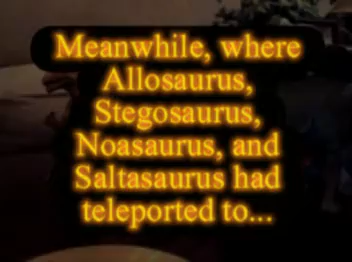 Meanwhile, where
Allosaurus,
Stegosaurus,
Noasaurus, and
Saltasaurus had
teleported to...